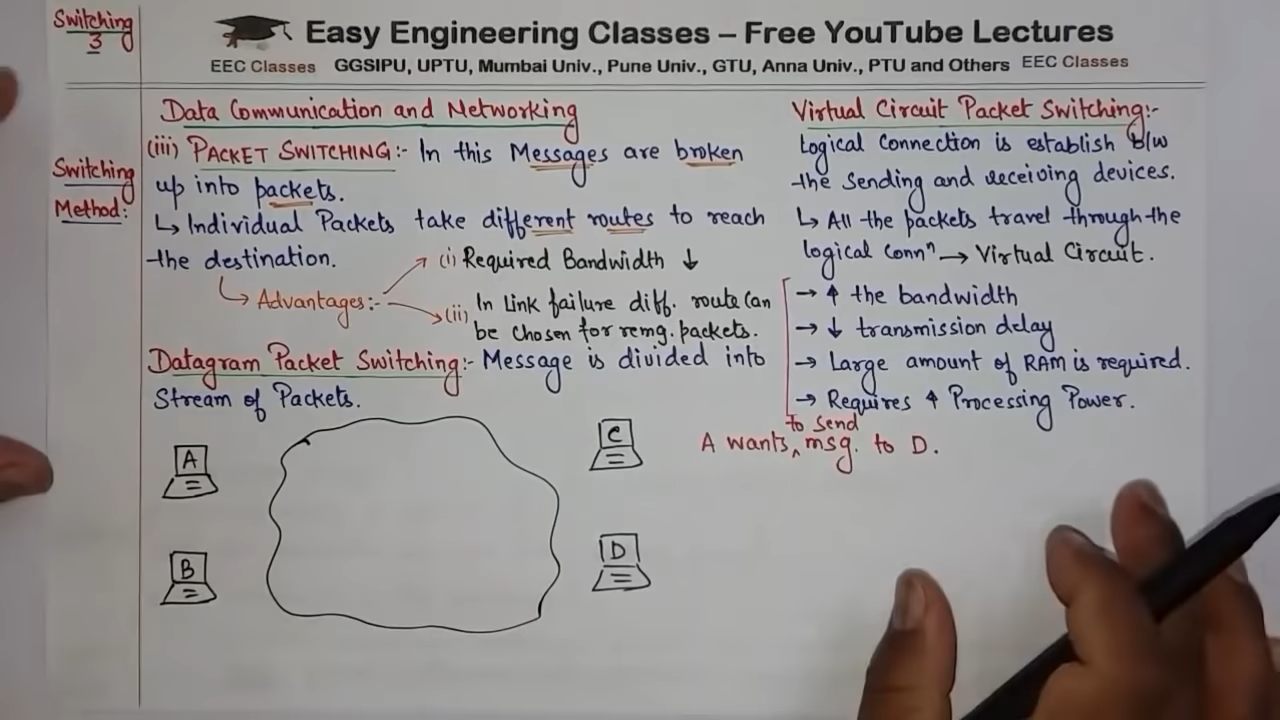 Switching
3
Easy Engineering Classes – Free YouTube Lectures
EEC Classes GGSIPU, UPTU, Mumbai Univ., Pune Univ., GTU, Anna Univ., PTU and Others EEC Classes
Switching
Method:
Data Communication and Networking
(iii) PACKET SWITCHING:- In this Messages are broken
up into packets.
↳ Individual Packets take different routes to reach
the destination.
↳ Advantages:-
(i) Required Bandwidth ↓
(ii) In Link failure diff. route can
be chosen for remg. packets.
Datagram Packet Switching:- Message is divided into
Stream of Packets.
A
B
C
D
Virtual Circuit Packet Switching:-
Logical Connection is establish b/w
the sending and receiving devices.
↳ All the packets travel through the
logical Connⁿ → Virtual Circuit.
→ ↑ the bandwidth
→ ↓ transmission delay
→ Large amount of RAM is required.
→ Requires ↑ Processing Power.
to send
A wants ^ msg. to D.